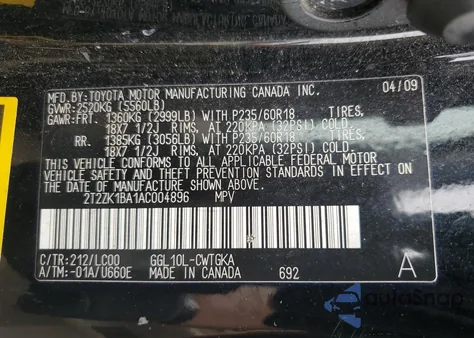 MFD.BY: TOYOTA MOTOR MANUFACTURING CANADA INC. 04/09
GVWR: 2520KG (5560LB)
GAWR: FRT. 1360KG (2999LB) WITH P235/60R18 TIRES.
18X7 1/2J RIMS, AT 220KPA (32PSI) COLD.
RR. 1385KG (3056LB) WITH P235/60R18 TIRES,
18X7 1/2J RIMS, AT 220KPA (32PSI) COLD.
THIS VEHICLE CONFORMS TO ALL APPLICABLE FEDERAL MOTOR
VEHICLE SAFETY AND THEFT PREVENTION STANDARDS IN EFFECT ON
THE DATE OF MANUFACTURE SHOWN ABOVE.
2T2ZK1BA1AC004896 MPV
C/TR: 212/LC00 GGL10L-CWTGKA
A/TM: -01A/U660E MADE IN CANADA 692 A
autoSnap